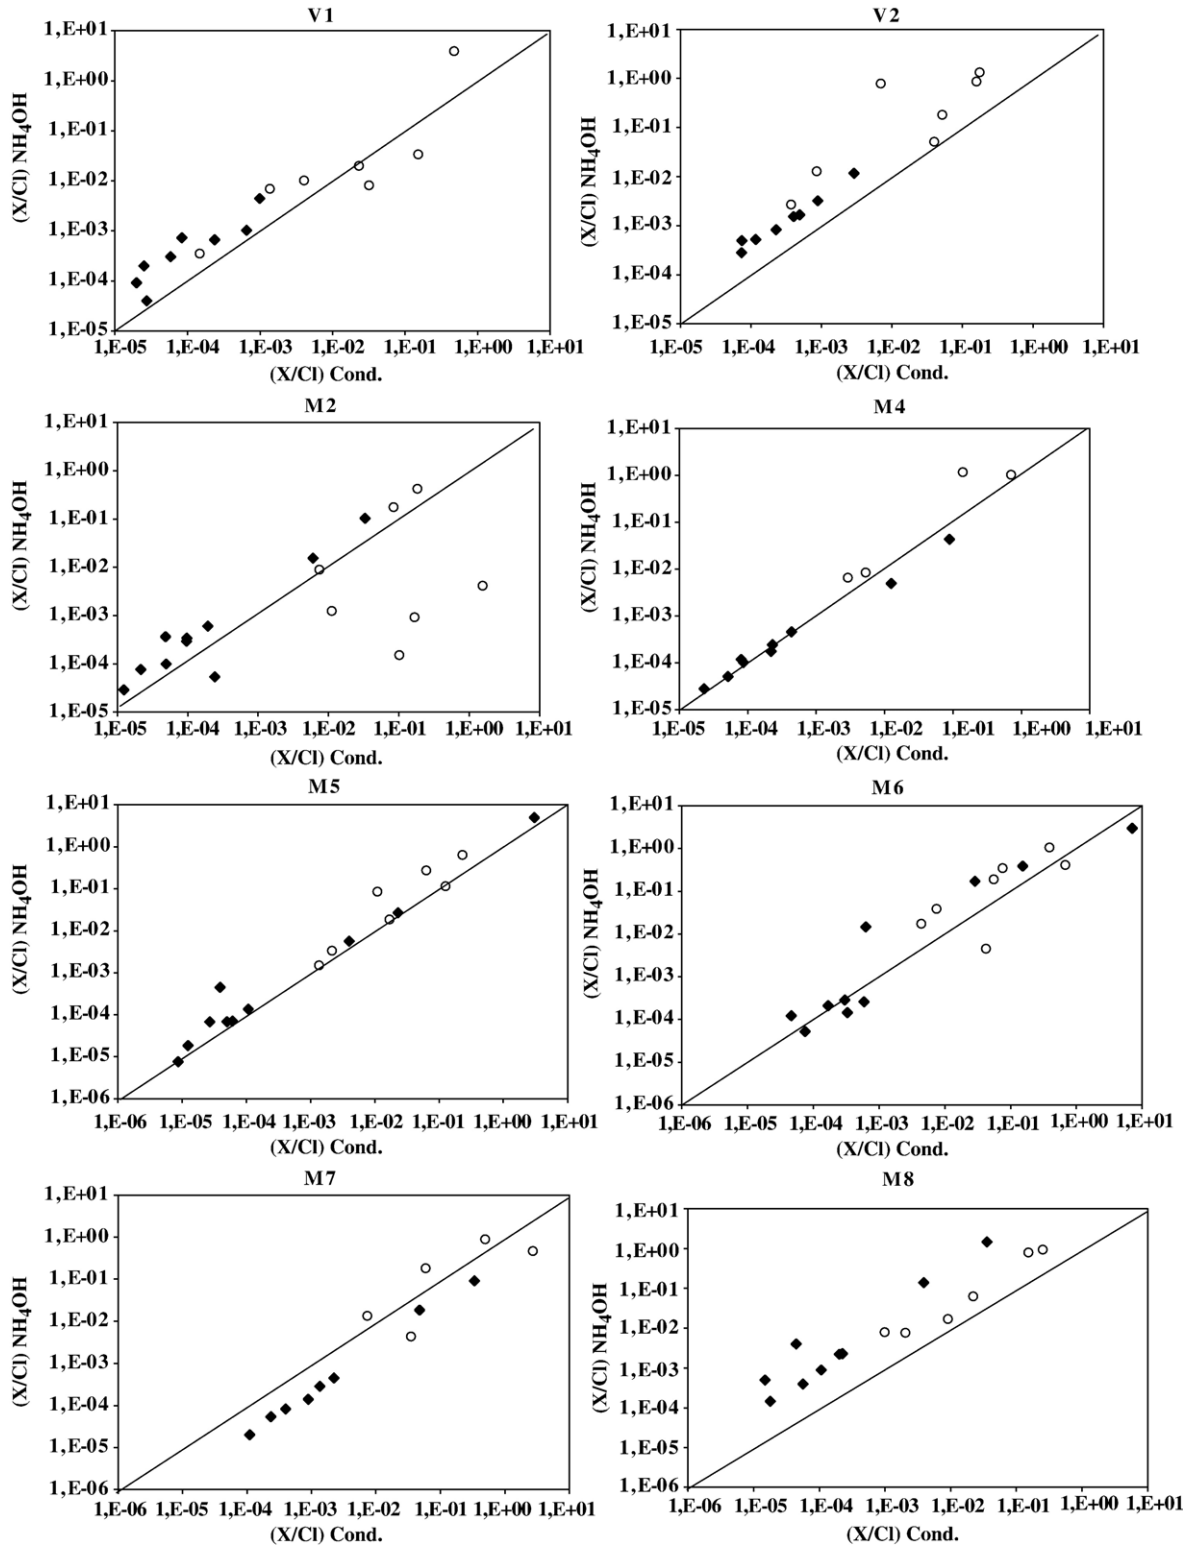 V1
1,E+01
1,E+00
1,E-01
1,E-02
1,E-03
1,E-04
1,E-05
(X/Cl) NH4OH
1,E-05 1,E-04 1,E-03 1,E-02 1,E-01 1,E+00 1,E+01
(X/Cl) Cond.
V2
1,E+01
1,E+00
1,E-01
1,E-02
1,E-03
1,E-04
1,E-05
(X/Cl) NH4OH
1,E-05 1,E-04 1,E-03 1,E-02 1,E-01 1,E+00 1,E+01
(X/Cl) Cond.
M2
1,E+01
1,E+00
1,E-01
1,E-02
1,E-03
1,E-04
1,E-05
(X/Cl) NH4OH
1,E-05 1,E-04 1,E-03 1,E-02 1,E-01 1,E+00 1,E+01
(X/Cl) Cond.
M4
1,E+01
1,E+00
1,E-01
1,E-02
1,E-03
1,E-04
1,E-05
(X/Cl) NH4OH
1,E-05 1,E-04 1,E-03 1,E-02 1,E-01 1,E+00 1,E+01
(X/Cl) Cond.
M5
1,E+01
1,E+00
1,E-01
1,E-02
1,E-03
1,E-04
1,E-05
1,E-06
(X/Cl) NH4OH
1,E-06 1,E-05 1,E-04 1,E-03 1,E-02 1,E-01 1,E+00 1,E+01
(X/Cl) Cond.
M6
1,E+01
1,E+00
1,E-01
1,E-02
1,E-03
1,E-04
1,E-05
1,E-06
(X/Cl) NH4OH
1,E-06 1,E-05 1,E-04 1,E-03 1,E-02 1,E-01 1,E+00 1,E+01
(X/Cl) Cond.
M7
1,E+01
1,E+00
1,E-01
1,E-02
1,E-03
1,E-04
1,E-05
1,E-06
(X/Cl) NH4OH
1,E-06 1,E-05 1,E-04 1,E-03 1,E-02 1,E-01 1,E+00 1,E+01
(X/Cl) Cond.
M8
1,E+01
1,E+00
1,E-01
1,E-02
1,E-03
1,E-04
1,E-05
1,E-06
(X/Cl) NH4OH
1,E-06 1,E-05 1,E-04 1,E-03 1,E-02 1,E-01 1,E+00 1,E+01
(X/Cl) Cond.